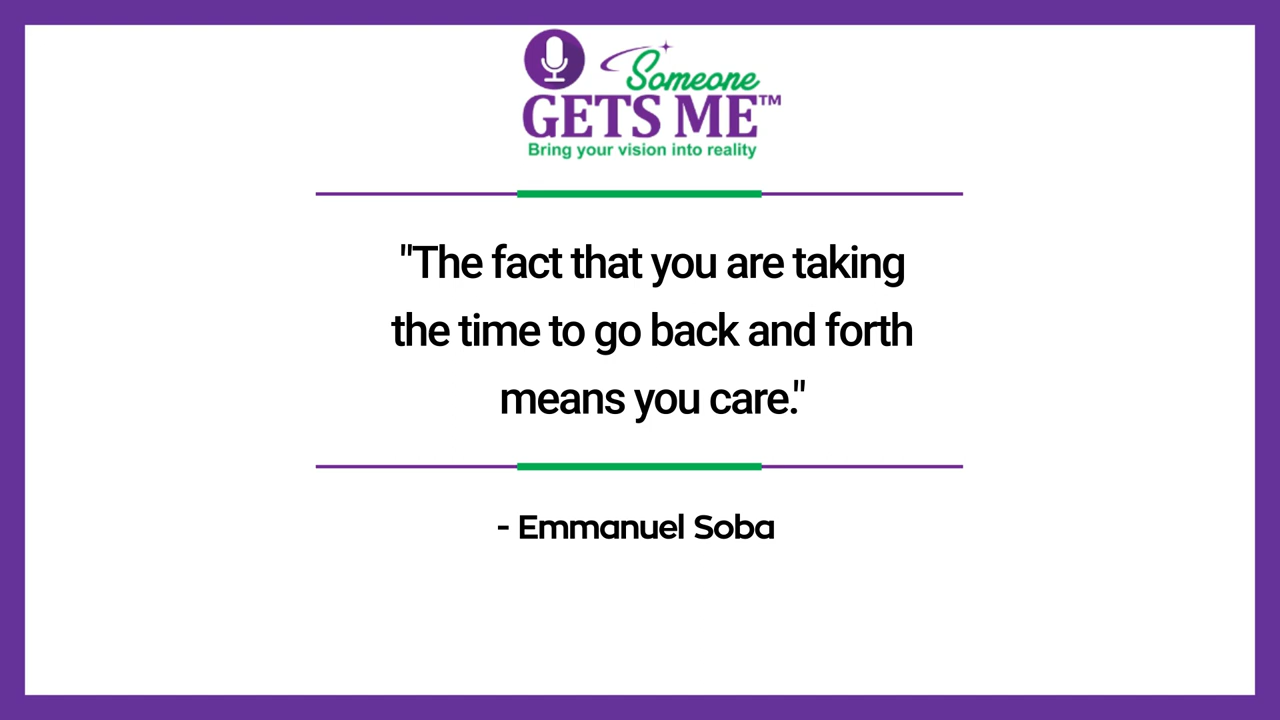 Someone
GETS ME™
Bring your vision into reality
"The fact that you are taking
the time to go back and forth
means you care."
- Emmanuel Soba